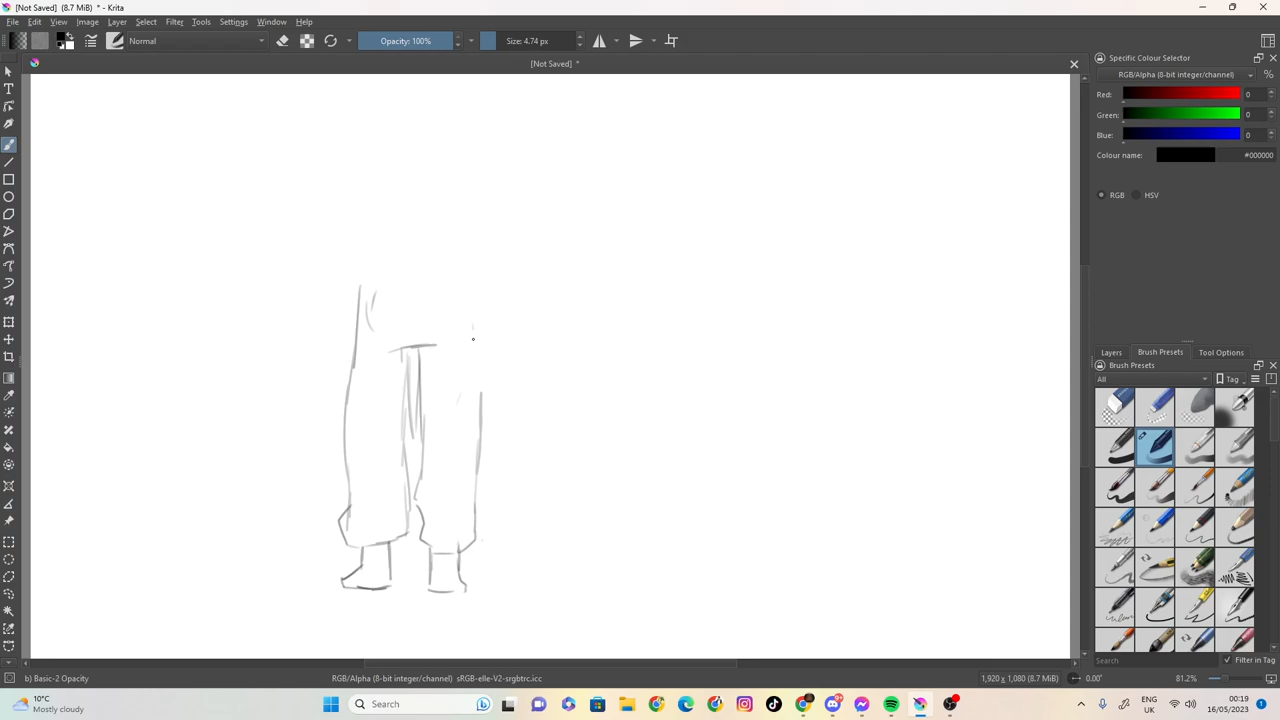 [Not Saved] (8.7 MiB) * - Krita
File Edit View Image Layer Select Filter Tools Settings Window Help
Normal Opacity: 100% Size: 4.74 px
[Not Saved] *
Specific Colour Selector
RGB/Alpha (8-bit integer/channel) %
Red: 0
Green: 0
Blue: 0
Colour name: #000000
RGB HSV
Layers Brush Presets Tool Options
Brush Presets
All Tag
Search Filter in Tag
b) Basic-2 Opacity RGB/Alpha (8-bit integer/channel) sRGB-elle-V2-srgbtrc.icc 1,920 x 1,080 (8.7 MiB) 0.00° 81.2%
10°C
Mostly cloudy
Search
ENG
UK
00:19
16/05/2023